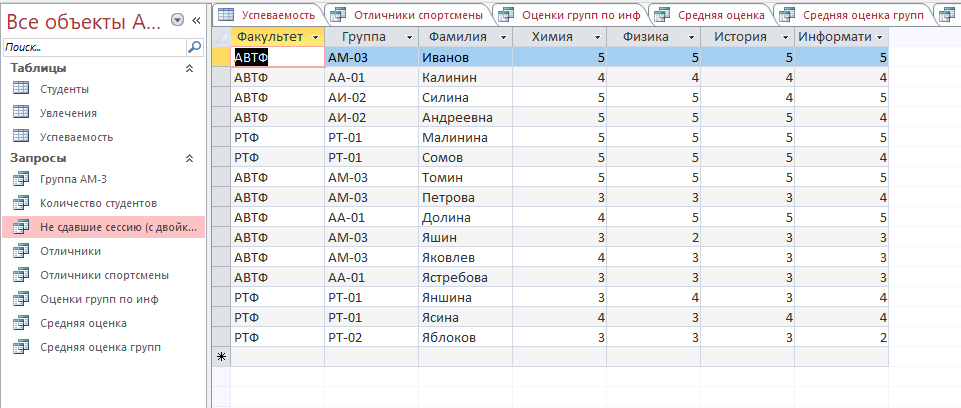 Все объекты A...
Поиск...
Таблицы
Студенты
Увлечения
Успеваемость
Запросы
Группа АМ-3
Количество студентов
Не сдавшие сессию (с двойк...
Отличники
Отличники спортсмены
Оценки групп по инф
Средняя оценка
Средняя оценка групп
Успеваемость Отличники спортсмены Оценки групп по инф Средняя оценка Средняя оценка групп
Факультет Группа Фамилия Химия Физика История Информати
АВТФ АМ-03 Иванов 5 5 5 5
АВТФ АА-01 Калинин 4 4 4 4
АВТФ АИ-02 Силина 5 5 4 5
АВТФ АИ-02 Андреевна 5 5 5 4
РТФ РТ-01 Малинина 5 5 5 5
РТФ РТ-01 Сомов 5 5 5 4
АВТФ АМ-03 Томин 5 5 5 5
АВТФ АМ-03 Петрова 3 3 3 4
АВТФ АА-01 Долина 4 5 5 5
АВТФ АМ-03 Яшин 3 2 3 3
АВТФ АМ-03 Яковлев 4 3 3 3
АВТФ АА-01 Ястребова 3 3 3 3
РТФ РТ-01 Яншина 3 4 3 4
РТФ РТ-01 Ясина 4 3 4 4
РТФ РТ-02 Яблоков 3 3 3 2